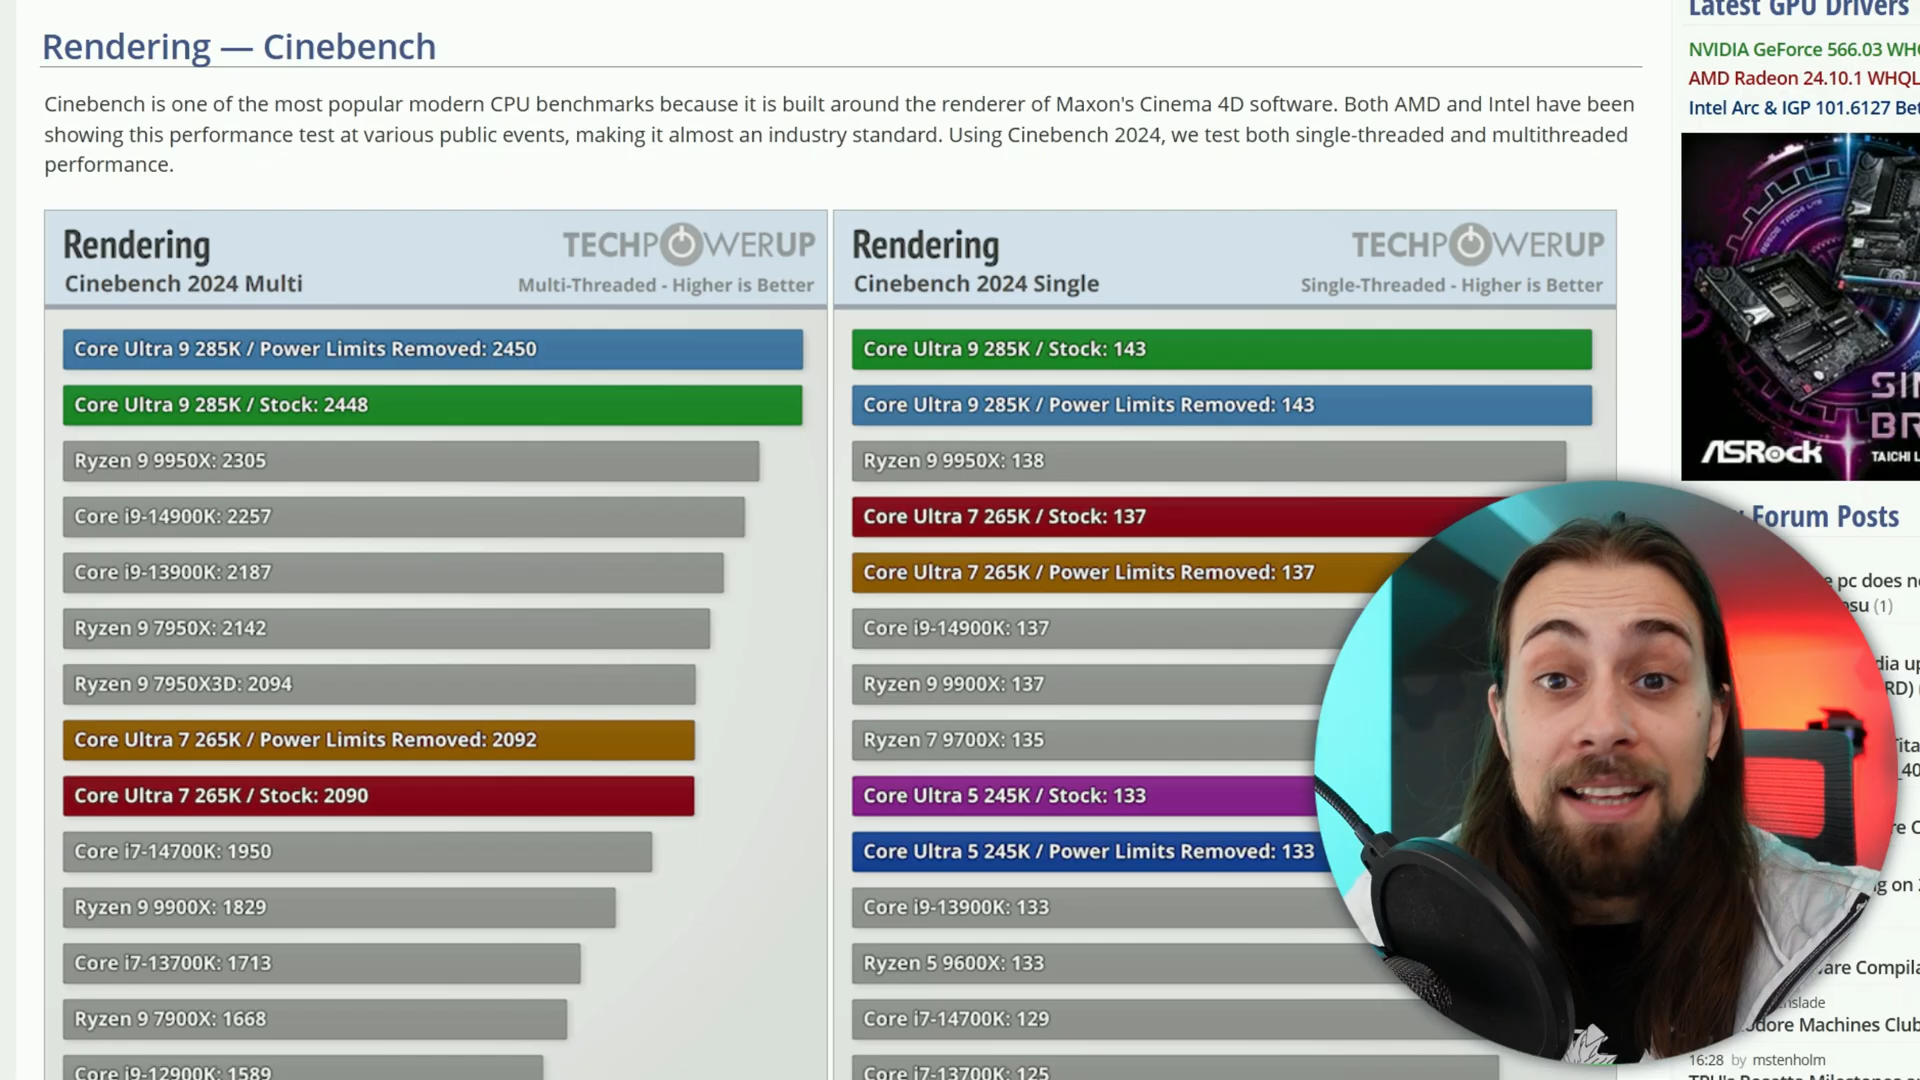 Rendering — Cinebench
Cinebench is one of the most popular modern CPU benchmarks because it is built around the renderer of Maxon's Cinema 4D software. Both AMD and Intel have been
showing this performance test at various public events, making it almost an industry standard. Using Cinebench 2024, we test both single-threaded and multithreaded
performance.
Rendering
TECHPOWERUP
Cinebench 2024 Multi
Multi-Threaded - Higher is Better
Core Ultra 9 285K / Power Limits Removed: 2450
Core Ultra 9 285K / Stock: 2448
Ryzen 9 9950X: 2305
Core i9-14900K: 2257
Core i9-13900K: 2187
Ryzen 9 7950X: 2142
Ryzen 9 7950X3D: 2094
Core Ultra 7 265K / Power Limits Removed: 2092
Core Ultra 7 265K / Stock: 2090
Core i7-14700K: 1950
Ryzen 9 9900X: 1829
Core i7-13700K: 1713
Ryzen 9 7900X: 1668
Core i9-12900K: 1589
Rendering
TECHPOWERUP
Cinebench 2024 Single
Single-Threaded - Higher is Better
Core Ultra 9 285K / Stock: 143
Core Ultra 9 285K / Power Limits Removed: 143
Ryzen 9 9950X: 138
Core Ultra 7 265K / Stock: 137
Core Ultra 7 265K / Power Limits Removed: 137
Core i9-14900K: 137
Ryzen 9 9900X: 137
Ryzen 7 9700X: 135
Core Ultra 5 245K / Stock: 133
Core Ultra 5 245K / Power Limits Removed: 133
Core i9-13900K: 133
Ryzen 5 9600X: 133
Core i7-14700K: 129
Core i7-13700K: 125
Latest GPU Drivers
NVIDIA GeForce 566.03
AMD Radeon 24.10.1 WHQL
Intel Arc & IGP 101.6127
ASRock
TAICHI
Forum Posts
pc does
(1)
on
16:28 by mstenholm
Machines Club